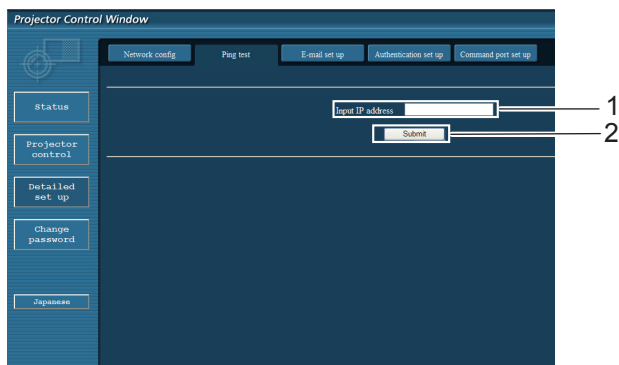 Projector Control Window
Network config
Ping test
E-mail set up
Authentication set up
Command port set up
Status
Projector
control
Detailed
set up
Change
password
Japanese
Input IP address
1
Submit
2